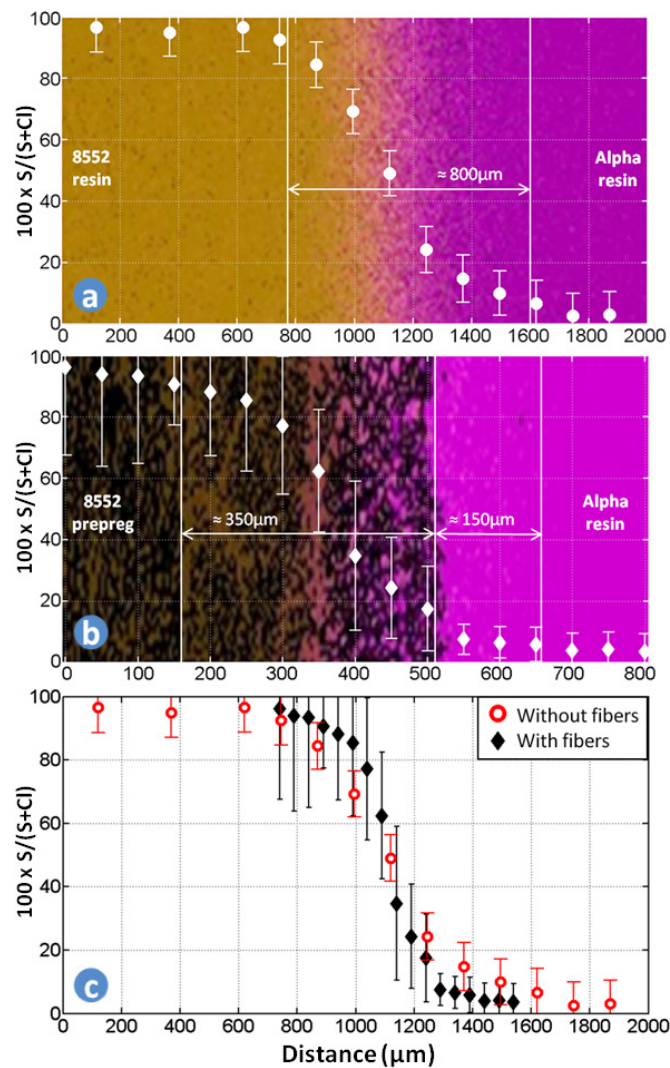 100
80
60
40
20
0
100 x S/(S+Cl)
8552
resin
≈ 800µm
Alpha
resin
a
0 200 400 600 800 1000 1200 1400 1600 1800 2000
100
80
60
40
20
0
100 x S/(S+Cl)
8552
prepreg
≈ 350µm
≈ 150µm
Alpha
resin
b
0 100 200 300 400 500 600 700 800
100
80
60
40
20
0
100 x S/(S+Cl)
Without fibers
With fibers
c
0 200 400 600 800 1000 1200 1400 1600 1800 2000
Distance (µm)